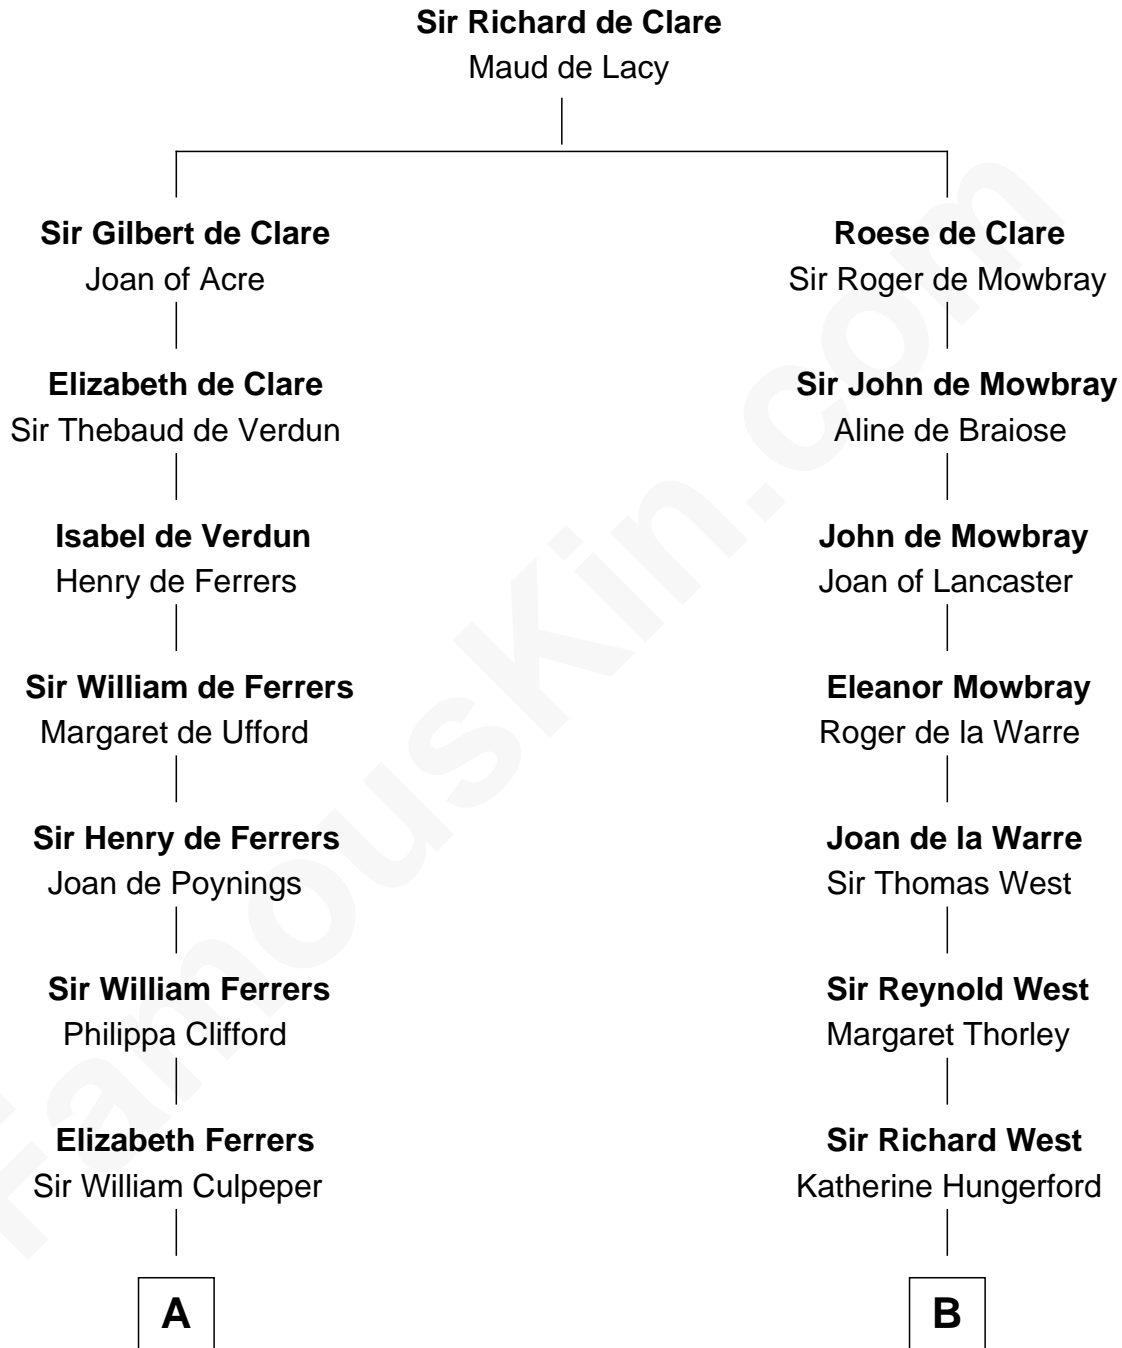 Sir Richard de Clare
Maud de Lacy
Sir Gilbert de Clare
Joan of Acre
Roese de Clare
Sir Roger de Mowbray
Elizabeth de Clare
Sir Thebaud de Verdun
Sir John de Mowbray
Aline de Braiose
Isabel de Verdun
Henry de Ferrers
John de Mowbray
Joan of Lancaster
Sir William de Ferrers
Margaret de Ufford
Eleanor Mowbray
Roger de la Warre
Sir Henry de Ferrers
Joan de Poynings
Joan de la Warre
Sir Thomas West
Sir William Ferrers
Philippa Clifford
Sir Reynold West
Margaret Thorley
Elizabeth Ferrers
Sir William Culpeper
Sir Richard West
Katherine Hungerford
A
B
FamousKin.com